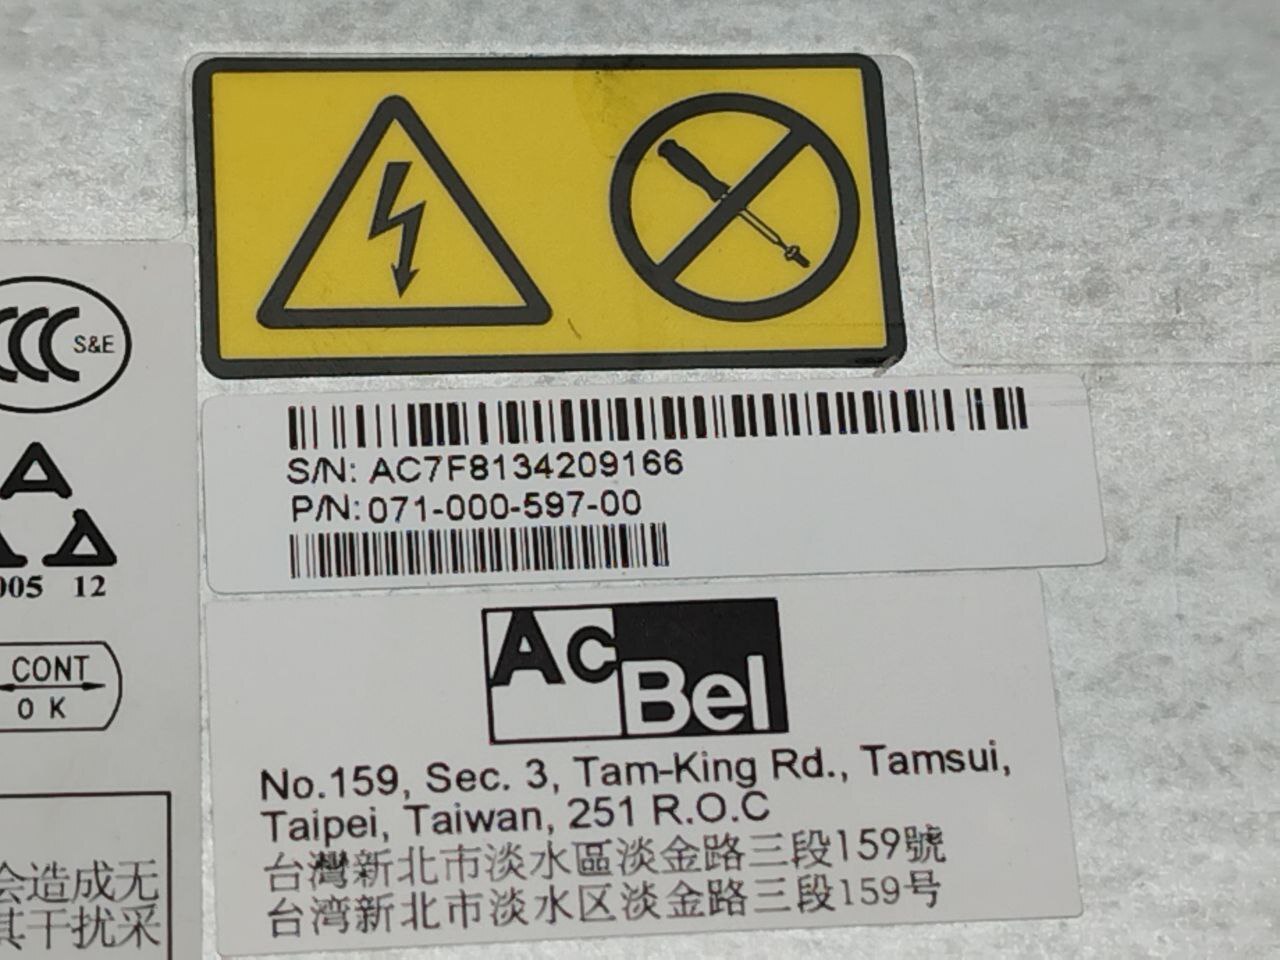 S&E
005 12
CONT
OK
会造成无
其干扰采
S/N: AC7F8134209166
P/N:071-000-597-00
AcBel
No.159, Sec. 3, Tam-King Rd., Tamsui,
Taipei, Taiwan, 251 R.O.C
台灣新北市淡水區淡金路三段159號
台湾新北市淡水区淡金路三段159号